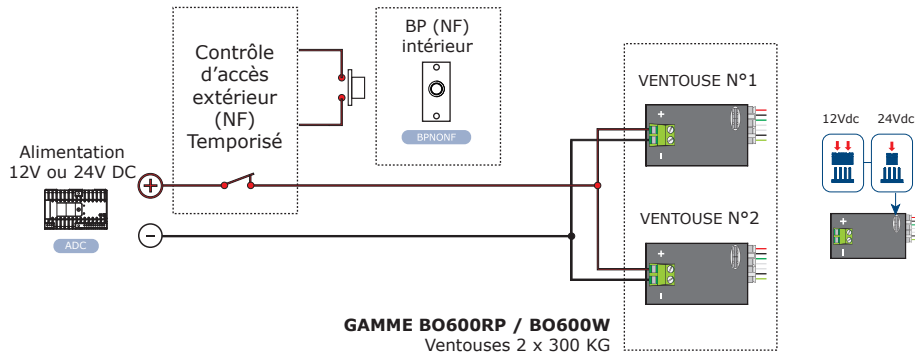 Contrôle
d'accès
extérieur
(NF)
Temporisé
BP (NF)
intérieur
BPNONF
VENTOUSE N°1
+
–
12Vdc
24Vdc
Alimentation
12V ou 24V DC
+
–
ADC
VENTOUSE N°2
+
–
+
–
GAMME BO600RP / BO600W
Ventouses 2 x 300 KG